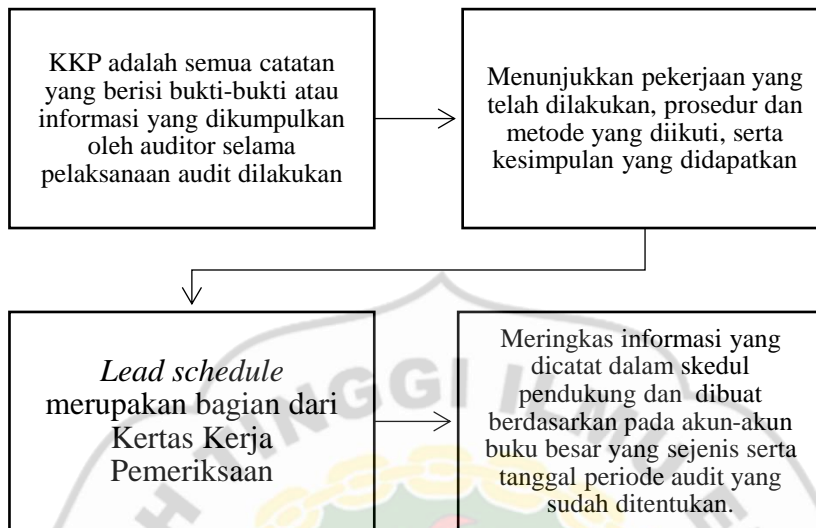 KKP adalah semua catatan
yang berisi bukti-bukti atau
informasi yang dikumpulkan
oleh auditor selama
pelaksanaan audit dilakukan
Menunjukkan pekerjaan yang
telah dilakukan, prosedur dan
metode yang diikuti, serta
kesimpulan yang didapatkan
Lead schedule
merupakan bagian dari
Kertas Kerja
Pemeriksaan
Meringkas informasi yang
dicatat dalam skedul
pendukung dan dibuat
berdasarkan pada akun-akun
buku besar yang sejenis serta
tanggal periode audit yang
sudah ditentukan.
TINGGI ILMU